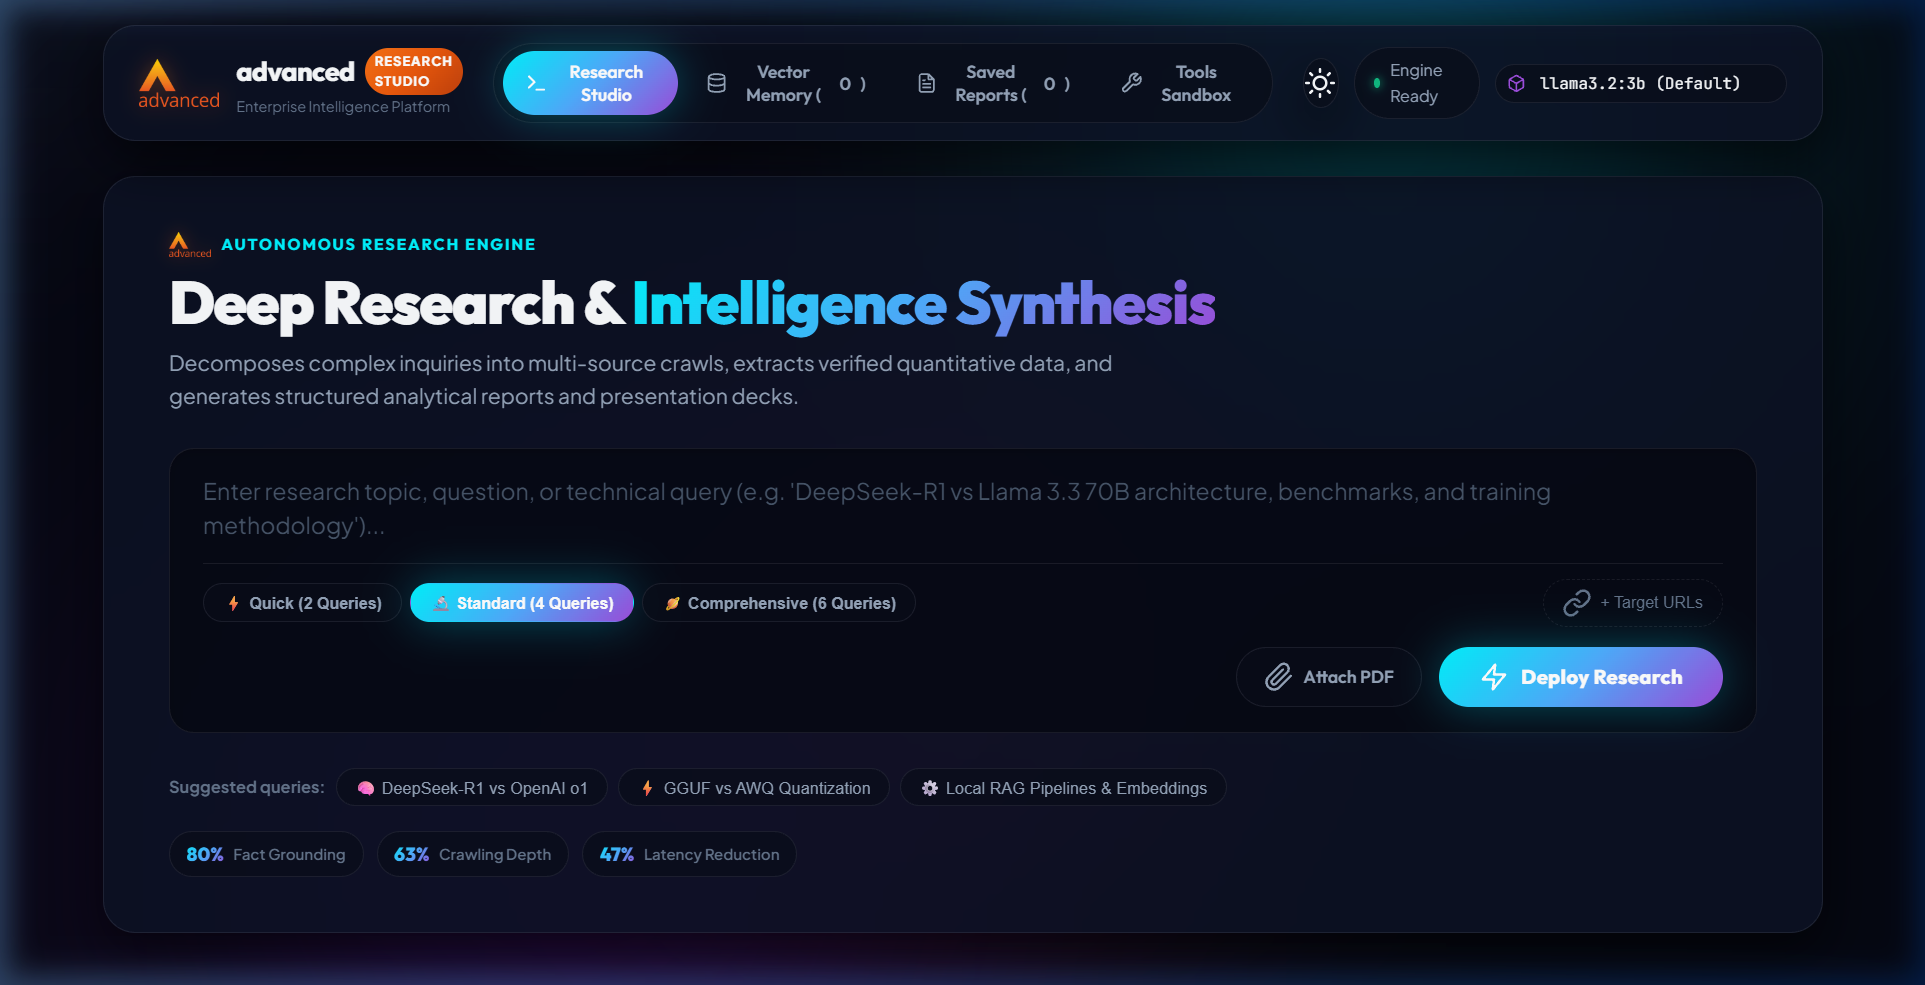 advanced
advanced
RESEARCH
STUDIO
Enterprise Intelligence Platform
Research
Studio
Vector
Memory ( 0 )
Saved
Reports ( 0 )
Tools
Sandbox
Engine
Ready
llama3.2:3b (Default)
advanced
AUTONOMOUS RESEARCH ENGINE
Deep Research & Intelligence Synthesis
Decomposes complex inquiries into multi-source crawls, extracts verified quantitative data, and
generates structured analytical reports and presentation decks.
Enter research topic, question, or technical query (e.g. 'DeepSeek-R1 vs Llama 3.3 70B architecture, benchmarks, and training
methodology')...
Quick (2 Queries)
Standard (4 Queries)
Comprehensive (6 Queries)
+ Target URLs
Attach PDF
Deploy Research
Suggested queries:
DeepSeek-R1 vs OpenAI o1
GGUF vs AWQ Quantization
Local RAG Pipelines & Embeddings
80% Fact Grounding
63% Crawling Depth
47% Latency Reduction